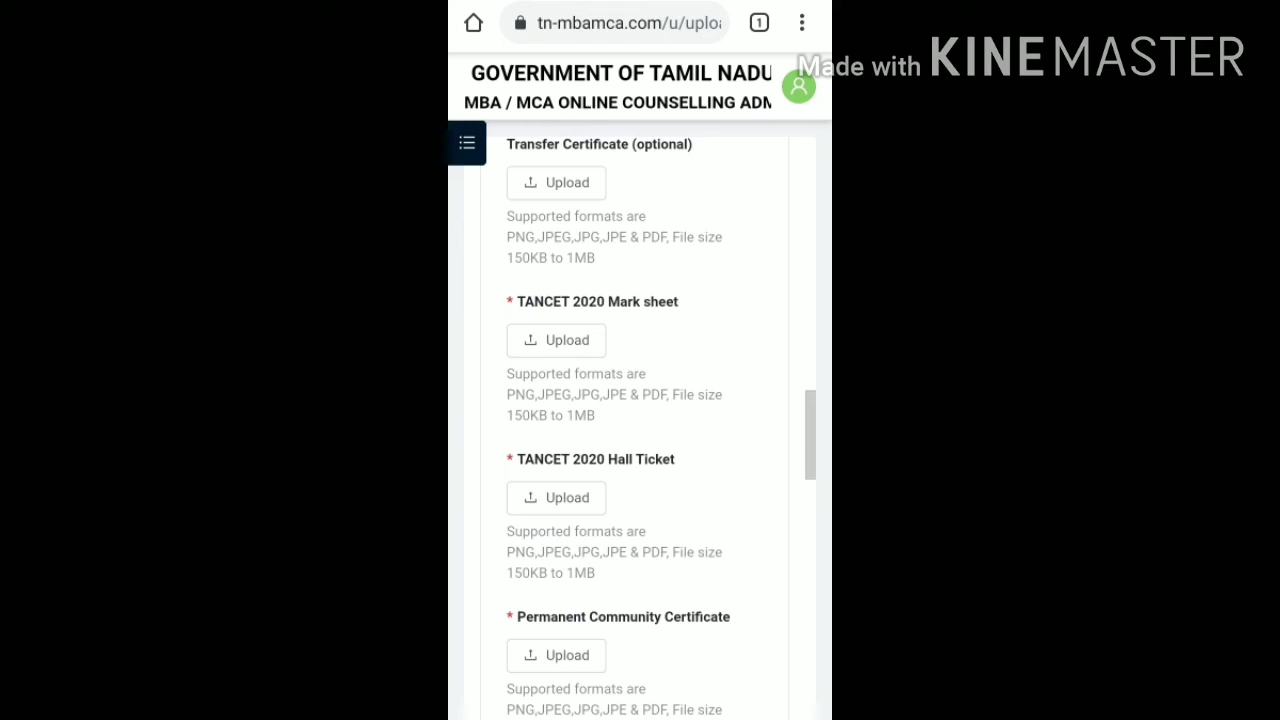 tn-mbamca.com/u/uploa
1
Made with KINEMASTER
GOVERNMENT OF TAMIL NADU
MBA / MCA ONLINE COUNSELLING ADM
Transfer Certificate (optional)
Upload
Supported formats are
PNG,JPEG,JPG,JPE & PDF, File size
150KB to 1MB
* TANCET 2020 Mark sheet
Upload
Supported formats are
PNG,JPEG,JPG,JPE & PDF, File size
150KB to 1MB
* TANCET 2020 Hall Ticket
Upload
Supported formats are
PNG,JPEG,JPG,JPE & PDF, File size
150KB to 1MB
* Permanent Community Certificate
Upload
Supported formats are
PNG,JPEG,JPG,JPE & PDF, File size